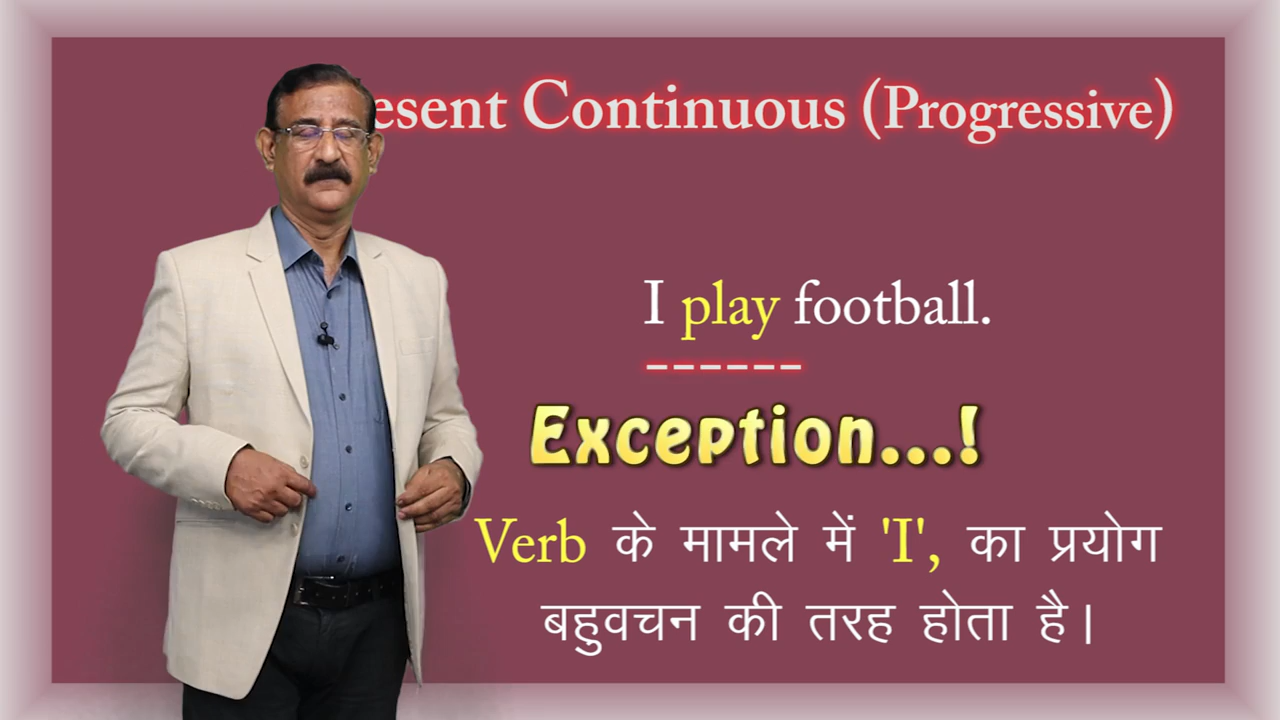 esent Continuous (Progressive)
I play football.
------
Exception...!
Verb के मामले में 'I', का प्रयोग
बहुवचन की तरह होता है।